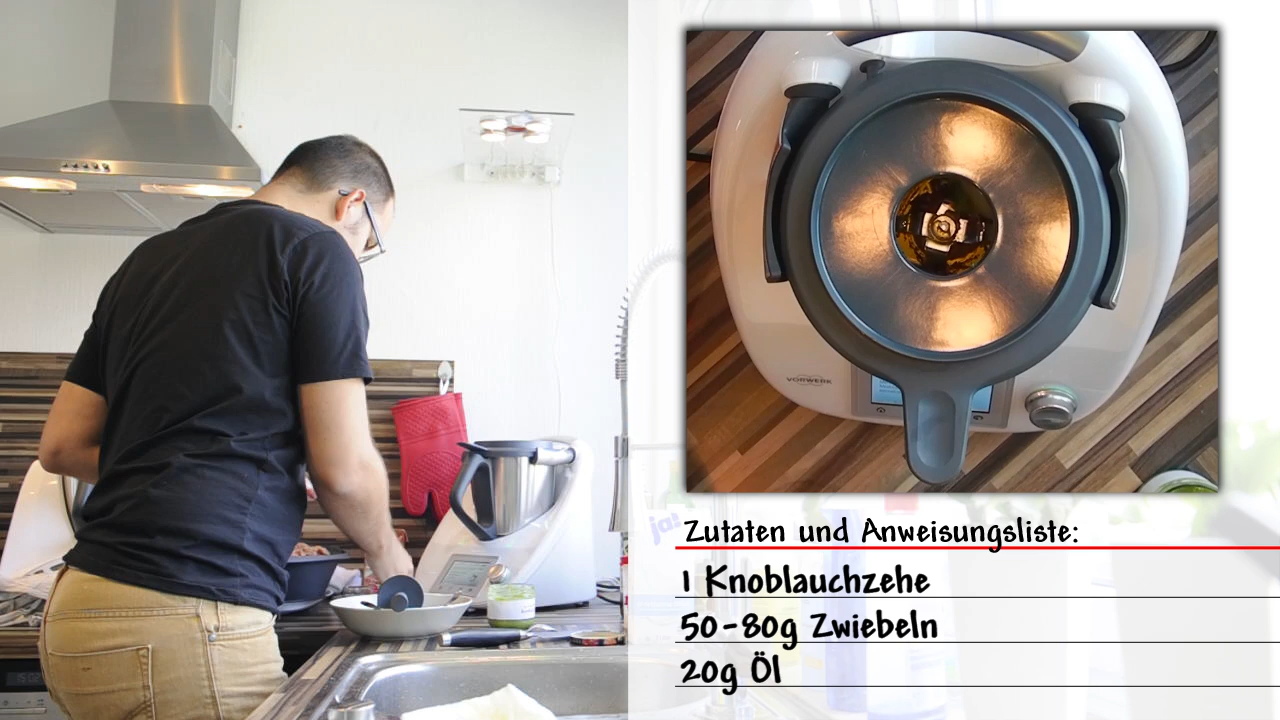 VORWERK
Zutaten und Anweisungsliste:
1 Knoblauchzehe
50-80g Zwiebeln
20g Öl